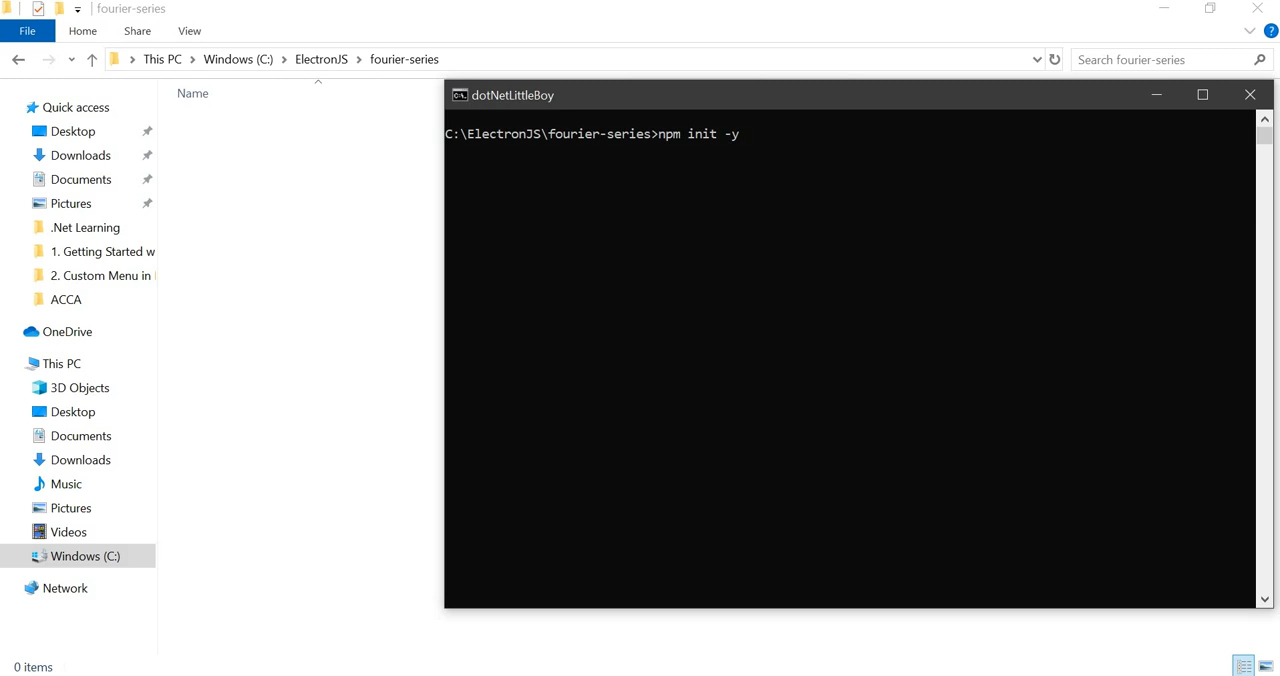 fourier-series
File Home Share View
?
This PC Windows (C:) ElectronJS fourier-series
Search fourier-series
Name
Quick access
Desktop
Downloads
Documents
Pictures
.Net Learning
1. Getting Started w
2. Custom Menu in
ACCA
OneDrive
This PC
3D Objects
Desktop
Documents
Downloads
Music
Pictures
Videos
Windows (C:)
Network
0 items
dotNetLittleBoy
C:\ElectronJS\fourier-series>npm init -y